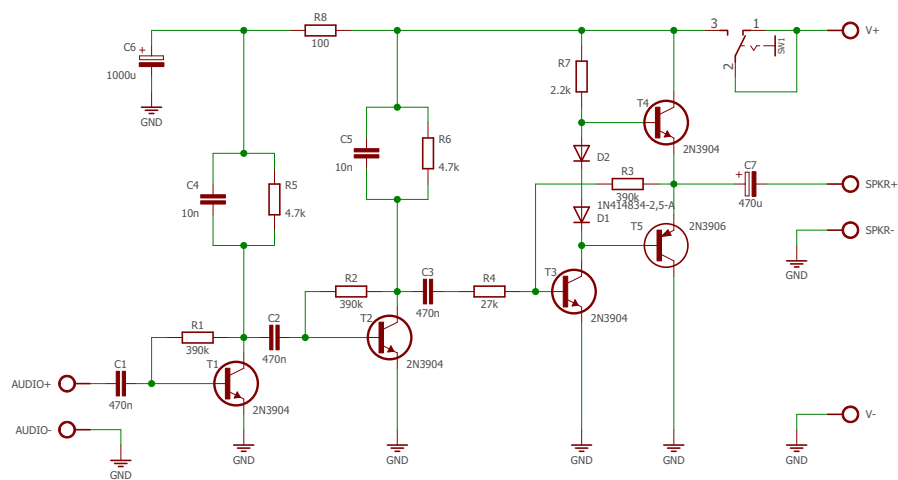 R8
100
3
1
V+
C6
+
1000u
GND
SW1
2
R7
2.2k
T4
2N3904
C5
10n
R6
4.7k
D2
C7
+
470u
SPKR+
C4
10n
R5
4.7k
R3
390k
1N414834-2,5-A
D1
T5
2N3906
SPKR-
GND
R2
390k
C3
470n
R4
27k
T3
2N3904
R1
390k
C2
470n
T2
2N3904
T1
2N3904
AUDIO+
C1
470n
AUDIO-
V-
GND
GND
GND
GND
GND
GND